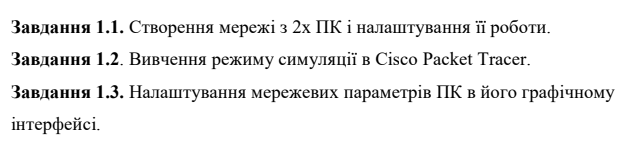 Завдання 1.1. Створення мережі з 2х ПК і налаштування її роботи.
Завдання 1.2. Вивчення режиму симуляції в Cisco Packet Tracer.
Завдання 1.3. Налаштування мережевих параметрів ПК в його графічному
інтерфейсі.